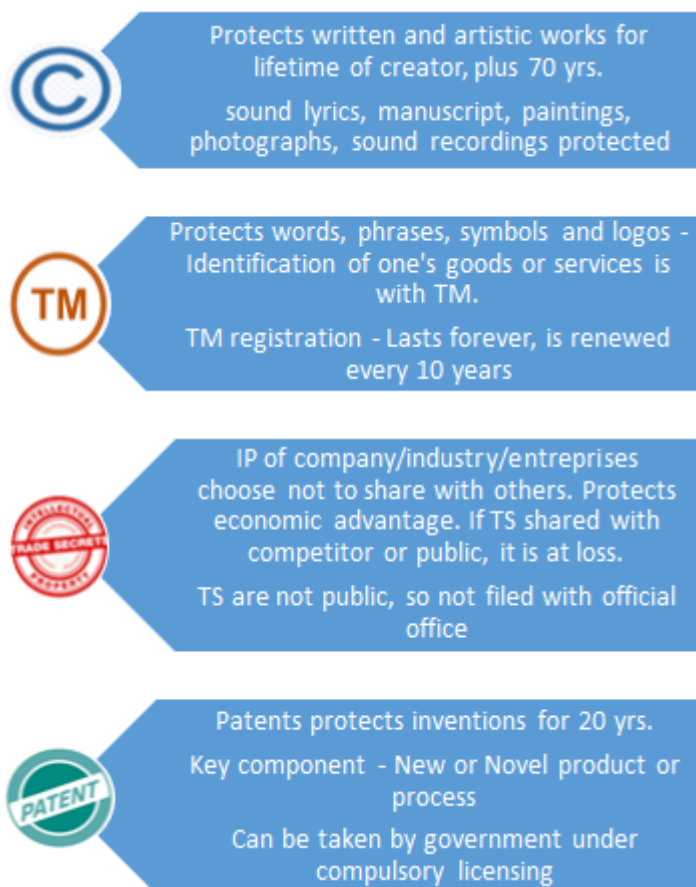 C
Protects written and artistic works for
lifetime of creator, plus 70 yrs.
sound lyrics, manuscript, paintings,
photographs, sound recordings protected
TM
Protects words, phrases, symbols and logos -
Identification of one's goods or services is
with TM.
TM registration - Lasts forever, is renewed
every 10 years
INTELLECTUAL
TRADE SECRETS
PROPERTY
IP of company/industry/entreprises
choose not to share with others. Protects
economic advantage. If TS shared with
competitor or public, it is at loss.
TS are not public, so not filed with official
office
PATENT
Patents protects inventions for 20 yrs.
Key component - New or Novel product or
process
Can be taken by government under
compulsory licensing